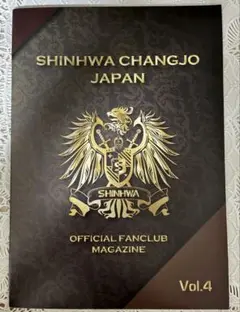 SHINHWA CHANGJO
JAPAN
SHINHWA
OFFICIAL FANCLUB
MAGAZINE
Vol.4